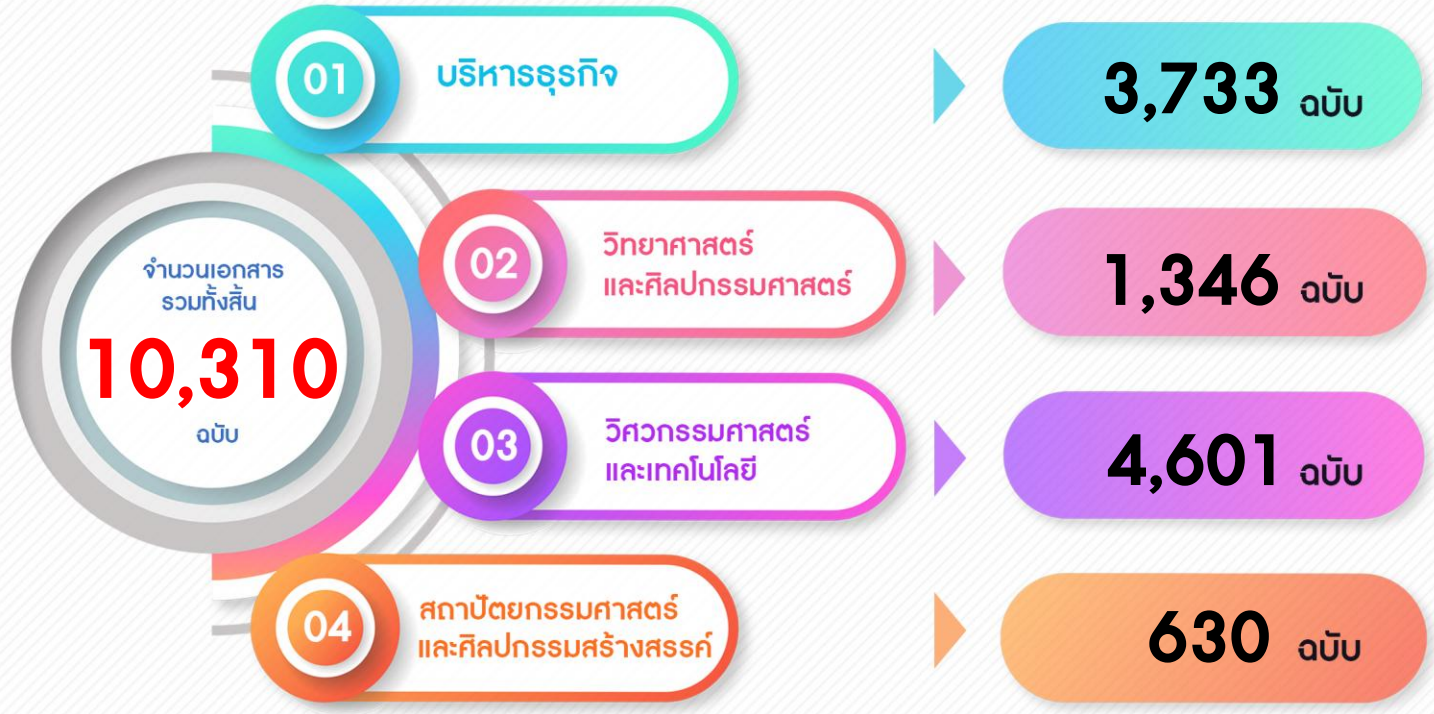 01
บริหารธุรกิจ
3,733 ฉบับ
02
วิทยาศาสตร์
และศิลปกรรมศาสตร์
1,346 ฉบับ
จำนวนเอกสาร
รวมทั้งสิ้น
10,310
ฉบับ
03
วิศวกรรมศาสตร์
และเทคโนโลยี
4,601 ฉบับ
04
สถาปัตยกรรมศาสตร์
และศิลปกรรมสร้างสรรค์
630 ฉบับ